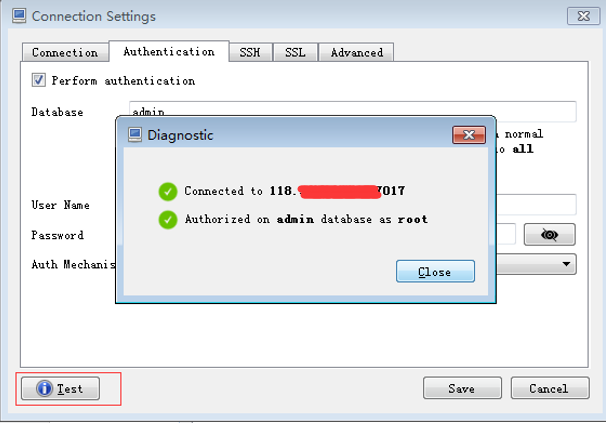 Connection Settings
Connection Authentication SSH SSL Advanced
Perform authentication
Database admin
normal
all
Diagnostic
Connected to 118. 7017
Authorized on admin database as root
Close
User Name
Password
Auth Mechanis
Test Save Cancel